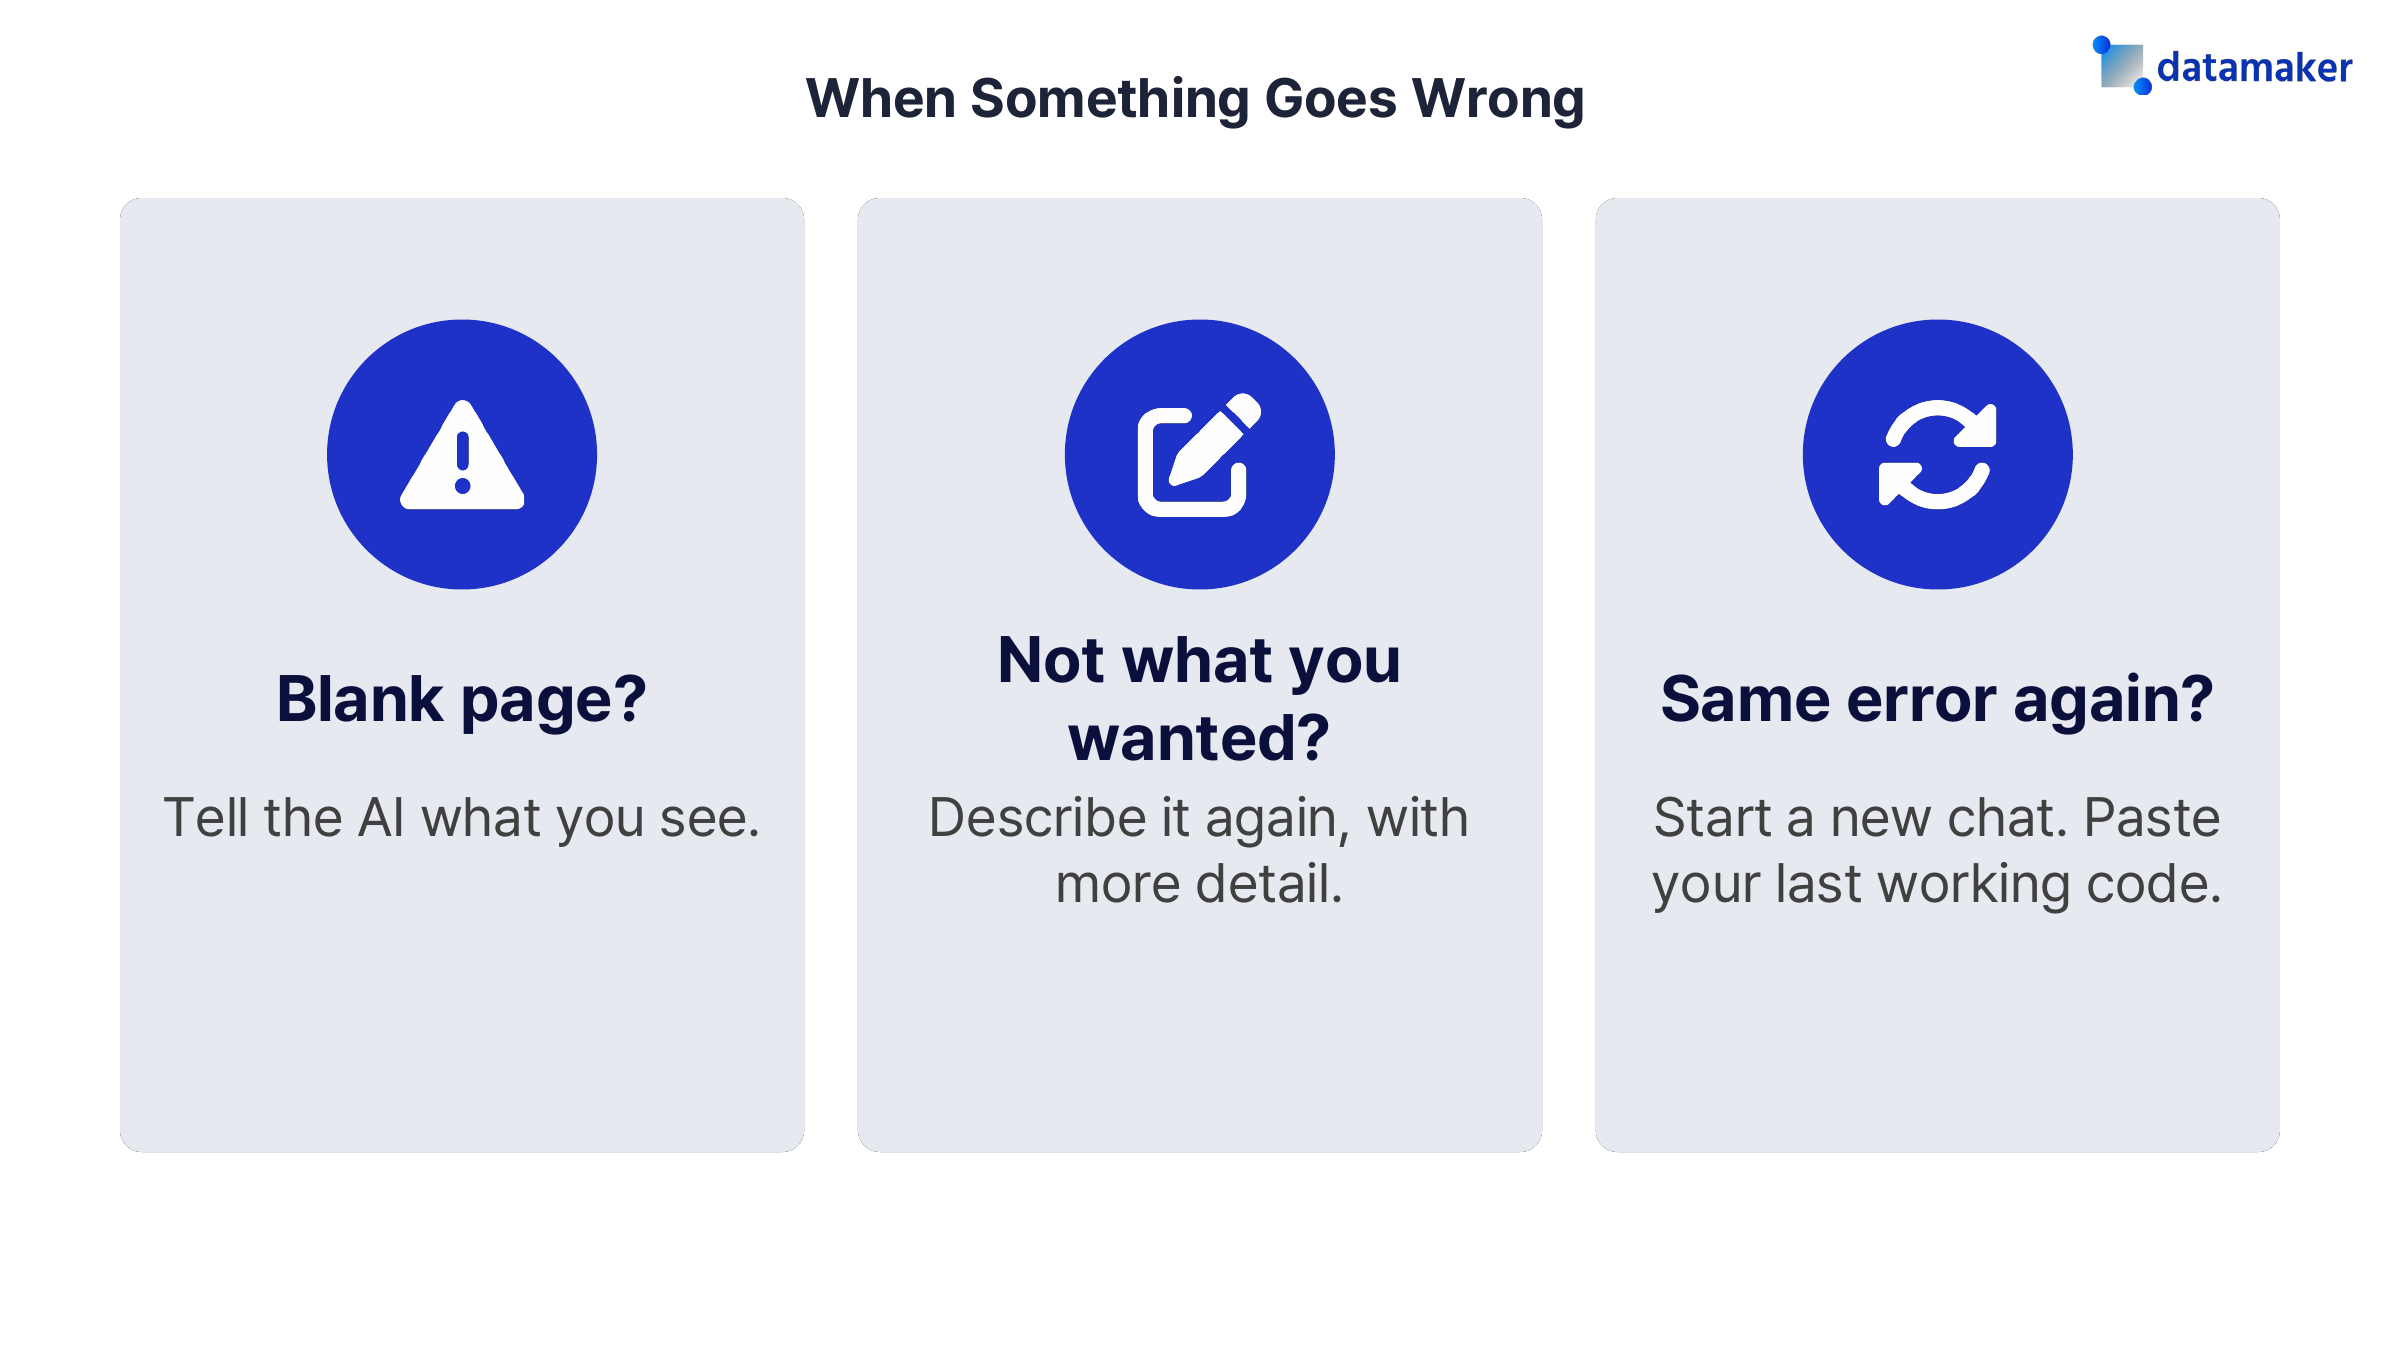 When Something Goes Wrong
datamaker
Blank page?
Tell the AI what you see.
Not what you
wanted?
Describe it again, with
more detail.
Same error again?
Start a new chat. Paste
your last working code.